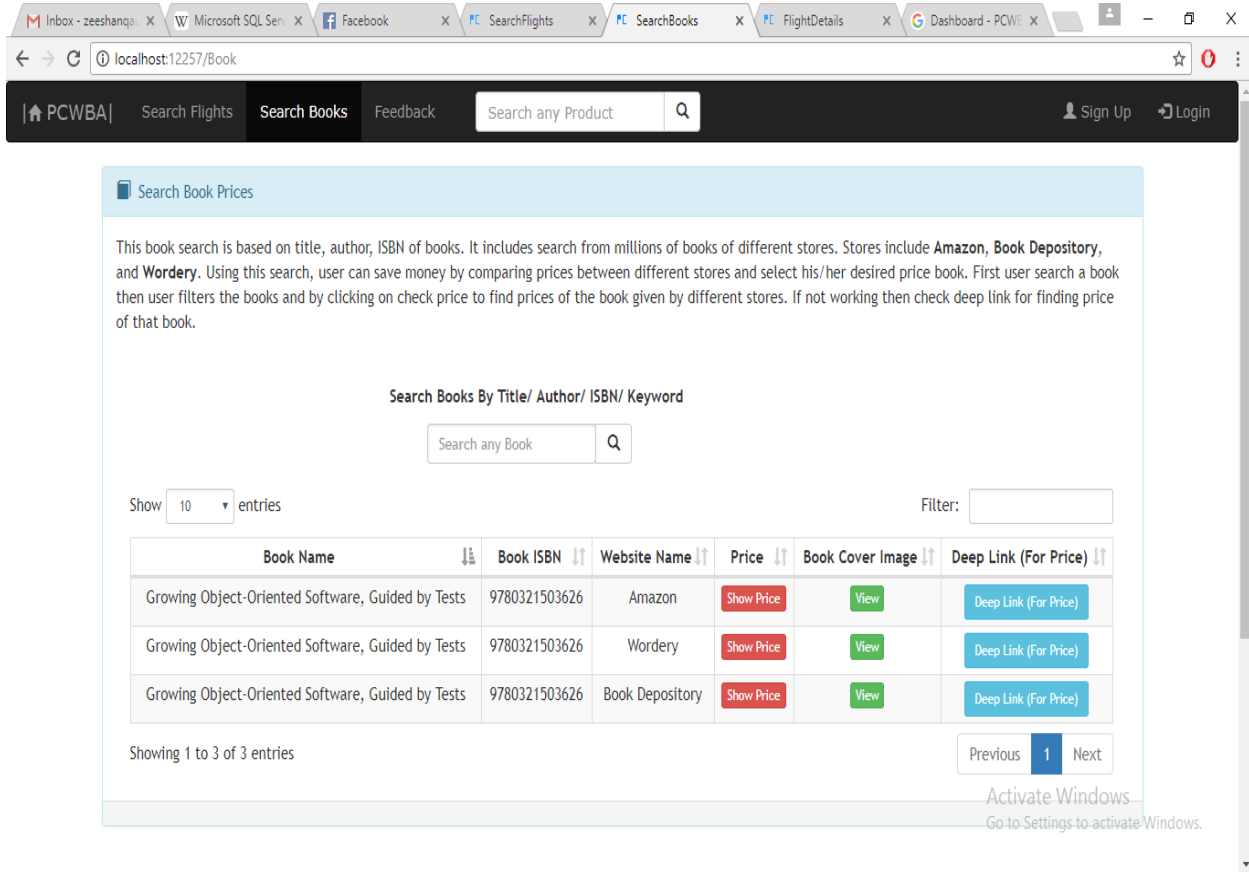 Inbox - zeeshanqa
Microsoft SQL Ser
Facebook
SearchFlights
SearchBooks
FlightDetails
Dashboard - PCWB
localhost:12257/Book
| PCWBA|
Search Flights
Search Books
Feedback
Search any Product
Sign Up
Login
Search Book Prices
This book search is based on title, author, ISBN of books. It includes search from millions of books of different stores. Stores include Amazon, Book Depository,
and Wordery. Using this search, user can save money by comparing prices between different stores and select his/her desired price book. First user search a book
then user filters the books and by clicking on check price to find prices of the book given by different stores. If not working then check deep link for finding price
of that book.
Search Books By Title/ Author/ ISBN/ Keyword
Search any Book
Show 10 entries
Filter:
Book Name Book ISBN Website Name Price Book Cover Image Deep Link (For Price)
Growing Object-Oriented Software, Guided by Tests 9780321503626 Amazon Show Price View Deep Link (For Price)
Growing Object-Oriented Software, Guided by Tests 9780321503626 Wordery Show Price View Deep Link (For Price)
Growing Object-Oriented Software, Guided by Tests 9780321503626 Book Depository Show Price View Deep Link (For Price)
Showing 1 to 3 of 3 entries
Previous 1 Next
Activate Windows
Go to Settings to activate Windows.